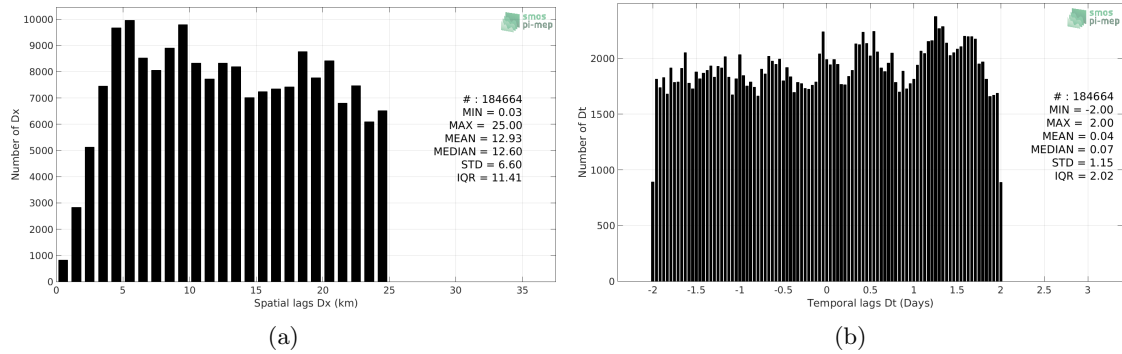 10000
9000
8000
7000
6000
5000
4000
3000
2000
1000
0
Number of Dx
0 5 10 15 20 25 30 35
Spatial lags Dx (km)
smos
pi-mep
# : 184664
MIN = 0.03
MAX = 25.00
MEAN = 12.93
MEDIAN = 12.60
STD = 6.60
IQR = 11.41
(a)
2000
1500
1000
500
0
Number of Dt
-2 -1.5 -1 -0.5 0 0.5 1 1.5 2 2.5 3
Temporal lags Dt (Days)
smos
pi-mep
# : 184664
MIN = -2.00
MAX = 2.00
MEAN = 0.04
MEDIAN = 0.07
STD = 1.15
IQR = 2.02
(b)